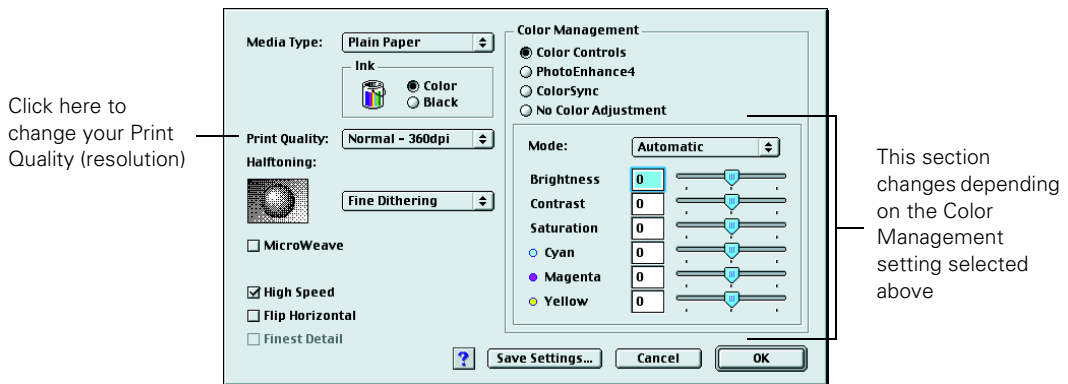 Click here to
change your Print
Quality (resolution)
Media Type:
Plain Paper
Ink
Color
Black
Print Quality:
Normal - 360dpi
Halftoning:
Fine Dithering
MicroWeave
High Speed
Flip Horizontal
Finest Detail
Color Management
Color Controls
PhotoEnhance4
ColorSync
No Color Adjustment
Mode:
Automatic
Brightness 0
Contrast 0
Saturation 0
Cyan 0
Magenta 0
Yellow 0
?
Save Settings...
Cancel
OK
This section
changes depending
on the Color
Management
setting selected
above